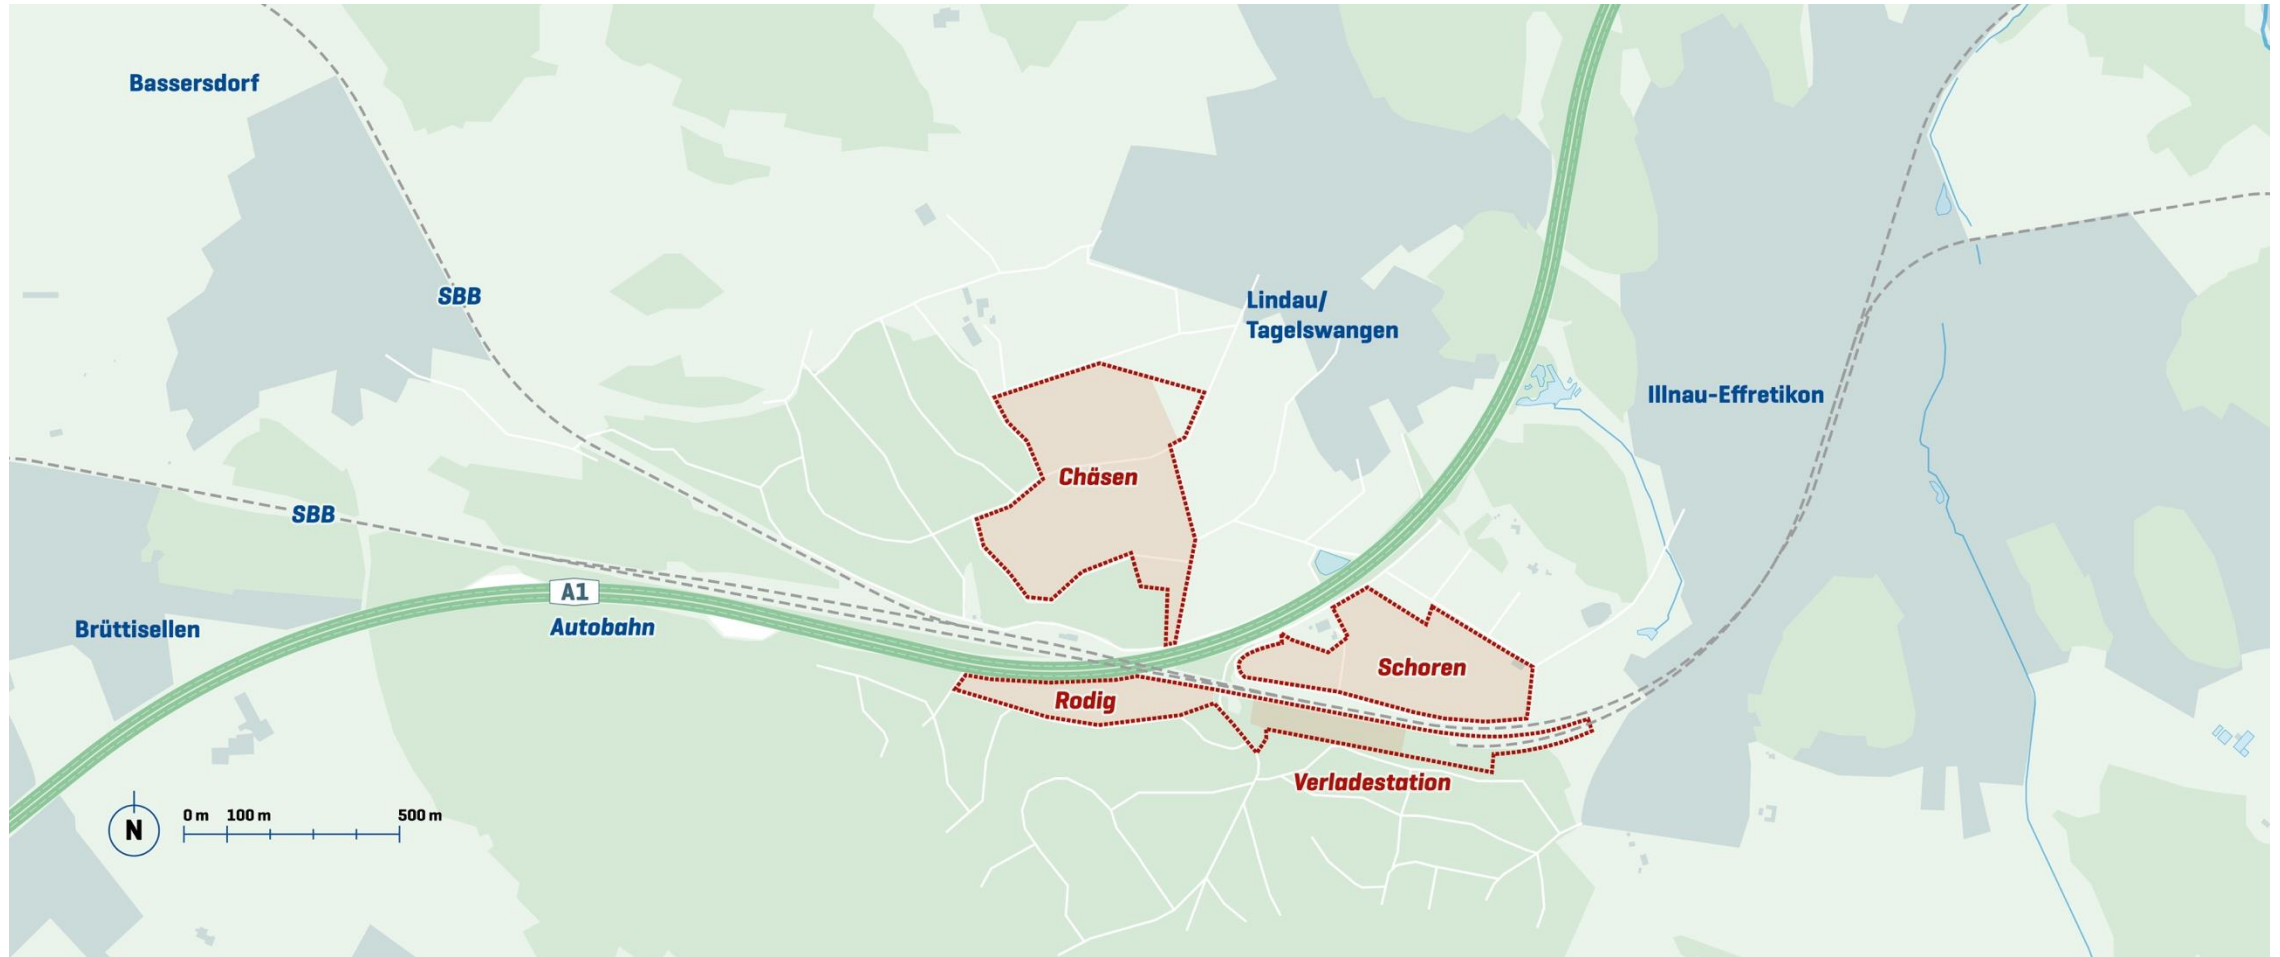 Bassersdorf
SBB
Lindau/
Tagelswangen
Illnau-Effretikon
Chäsen
SBB
A1
Autobahn
Brüttisellen
Schoren
Rodig
Verladestation
N
0 m 100 m 500 m